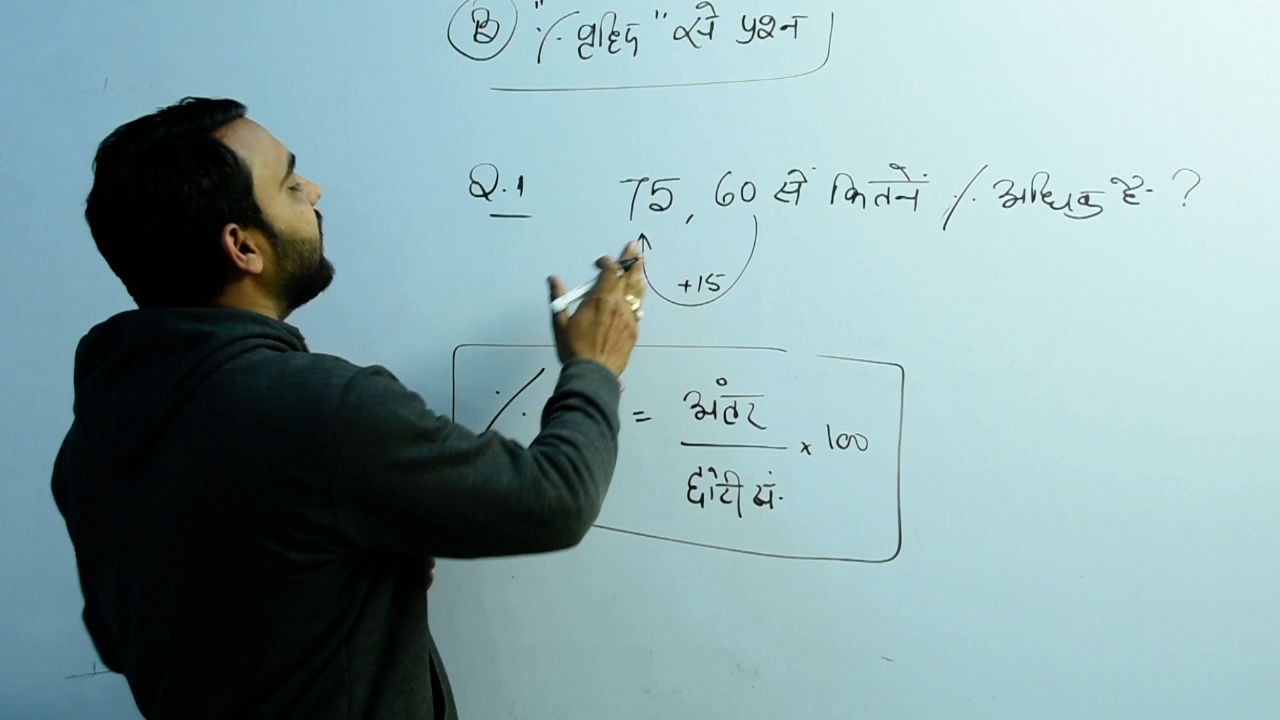 B "% वृद्धि" से प्रश्न
Q.1 75, 60 से कितने % अधिक है ?
+15
% = अंतर / छोटी सं. × 100